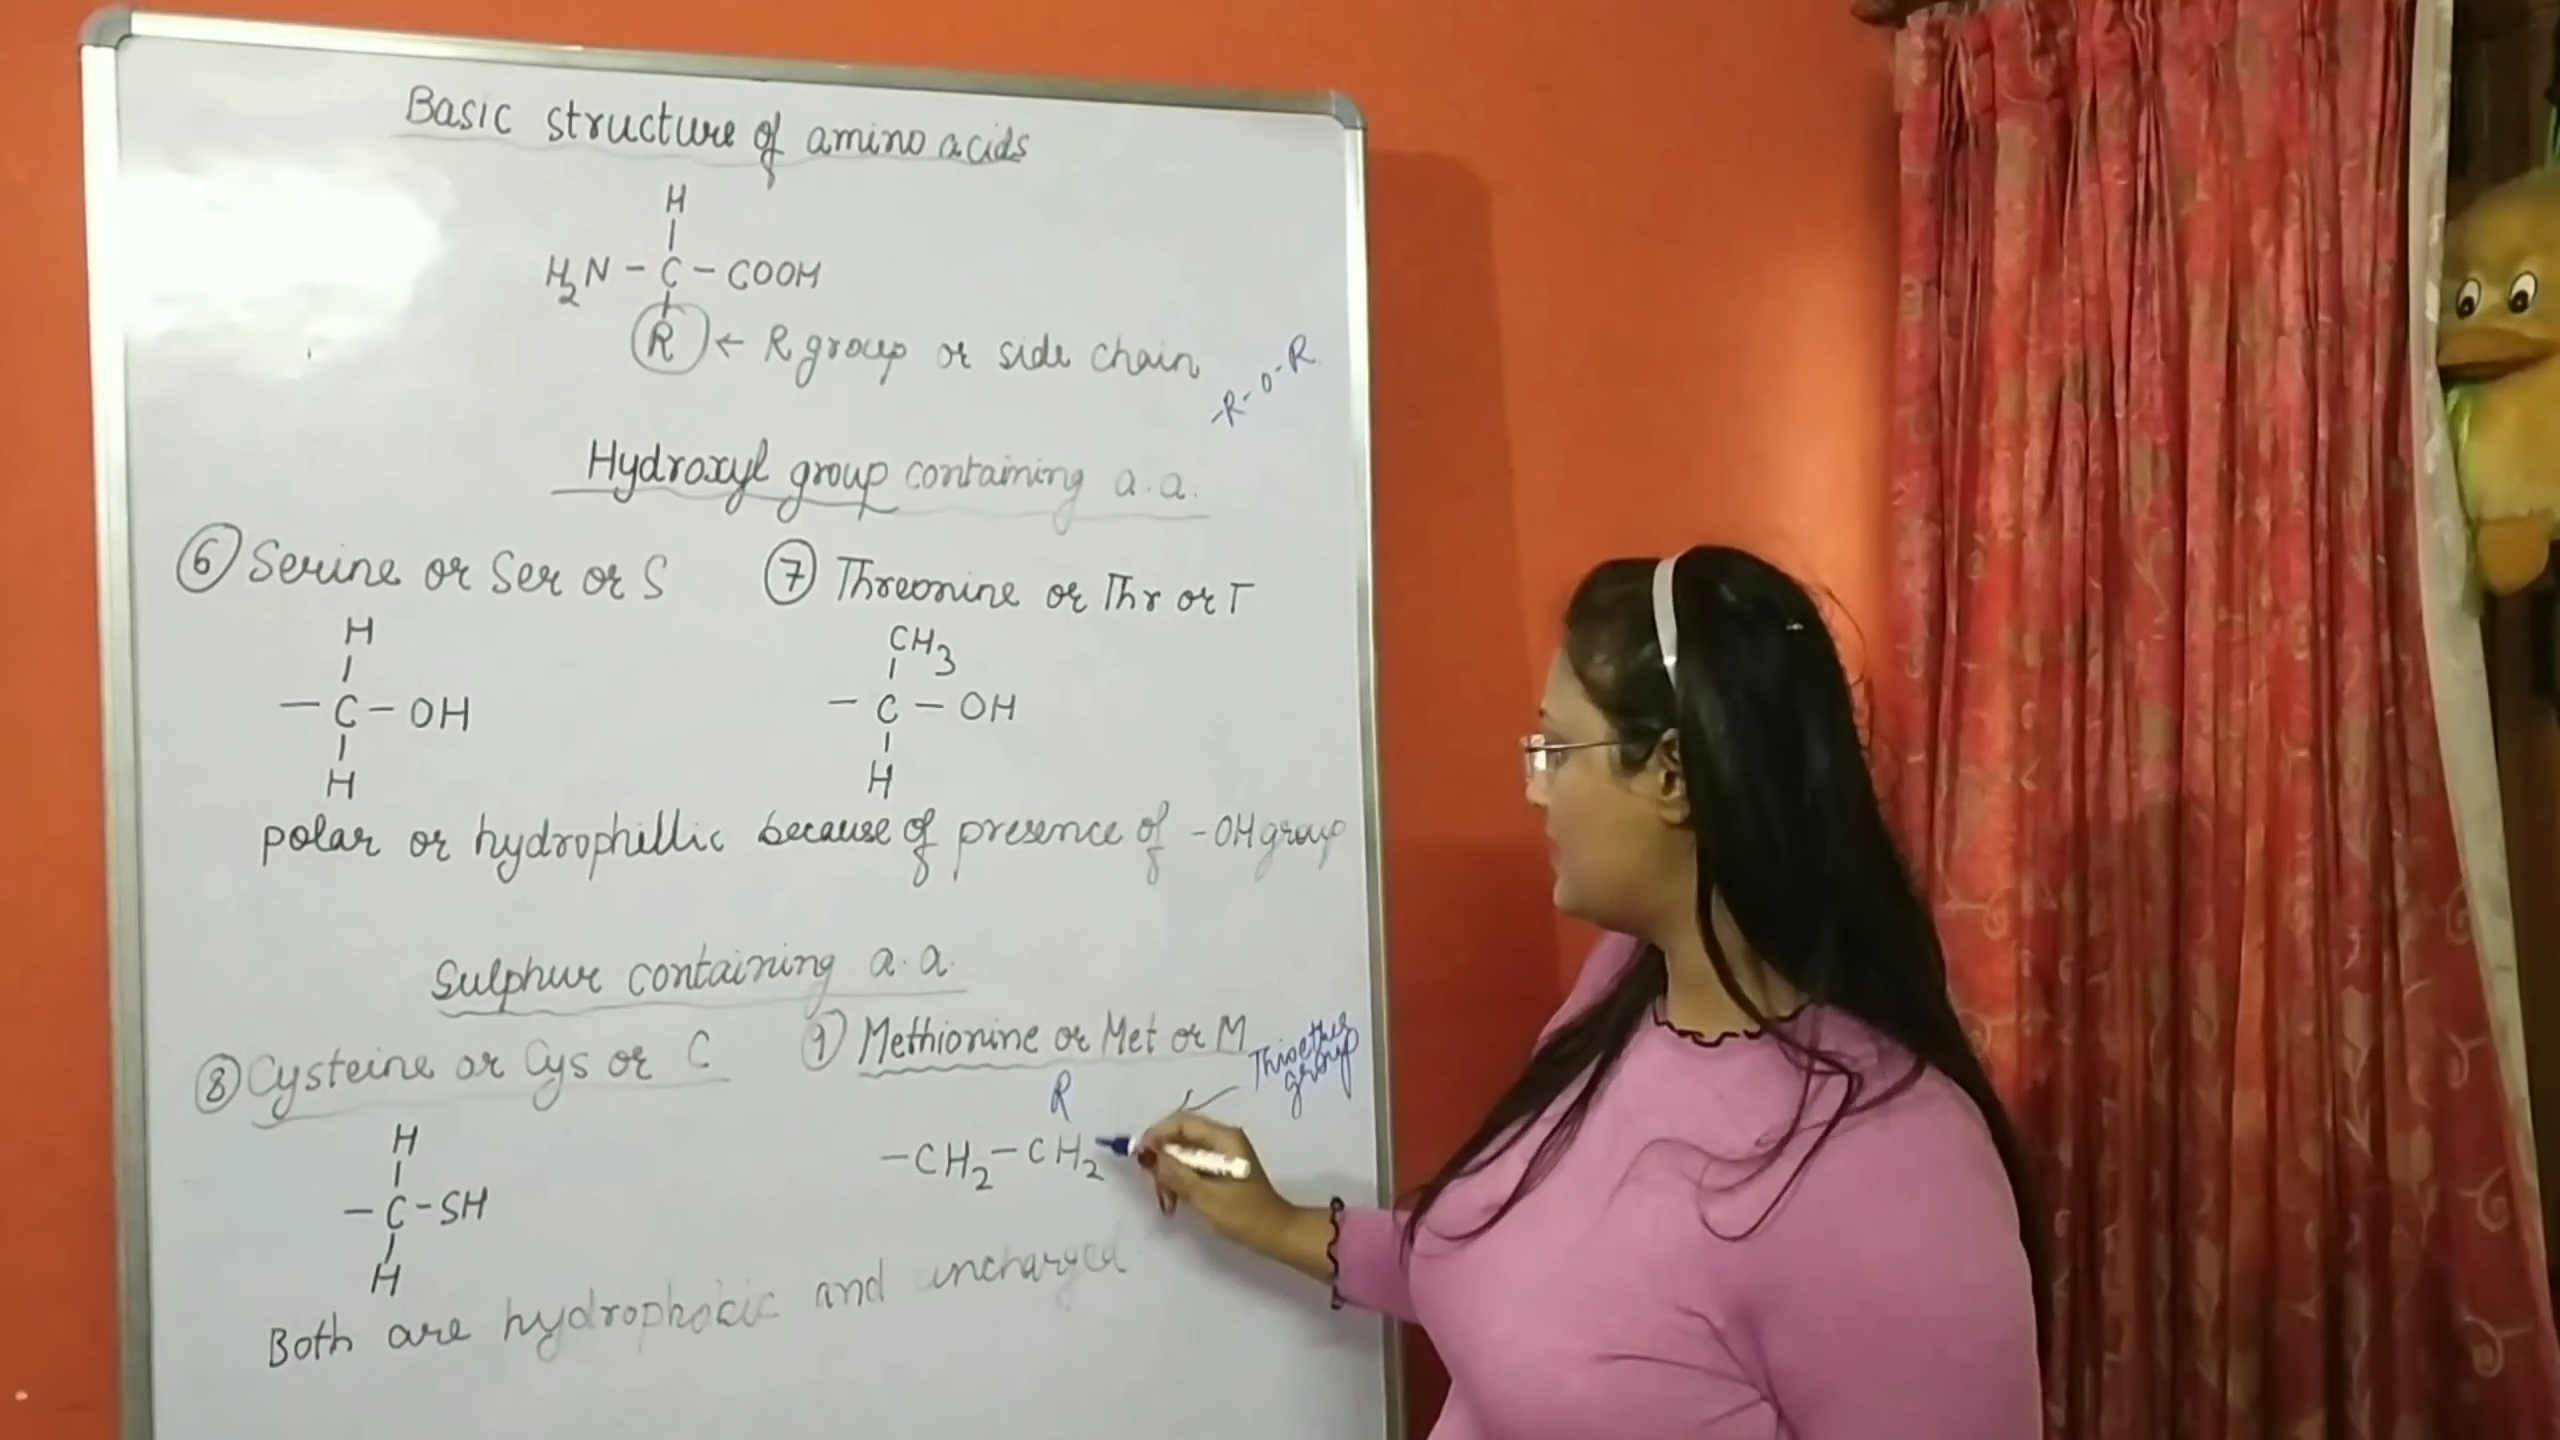 Basic structure of amino acids
H
|
H2N - C - COOH
|
R ← R group or side chain
-R-O-R
Hydroxyl group containing a.a.
⑥ Serine or Ser or S
⑦ Threonine or Thr or T
H
|
- C - OH
|
H
CH3
|
- C - OH
|
H
polar or hydrophillic because of presence of -OH group
Sulphur containing a.a.
⑧ Cysteine or Cys or C
⑨ Methionine or Met or M
Thioether
group
H
|
- C - SH
|
H
R
-CH2-CH2
Both are hydrophobic and uncharged